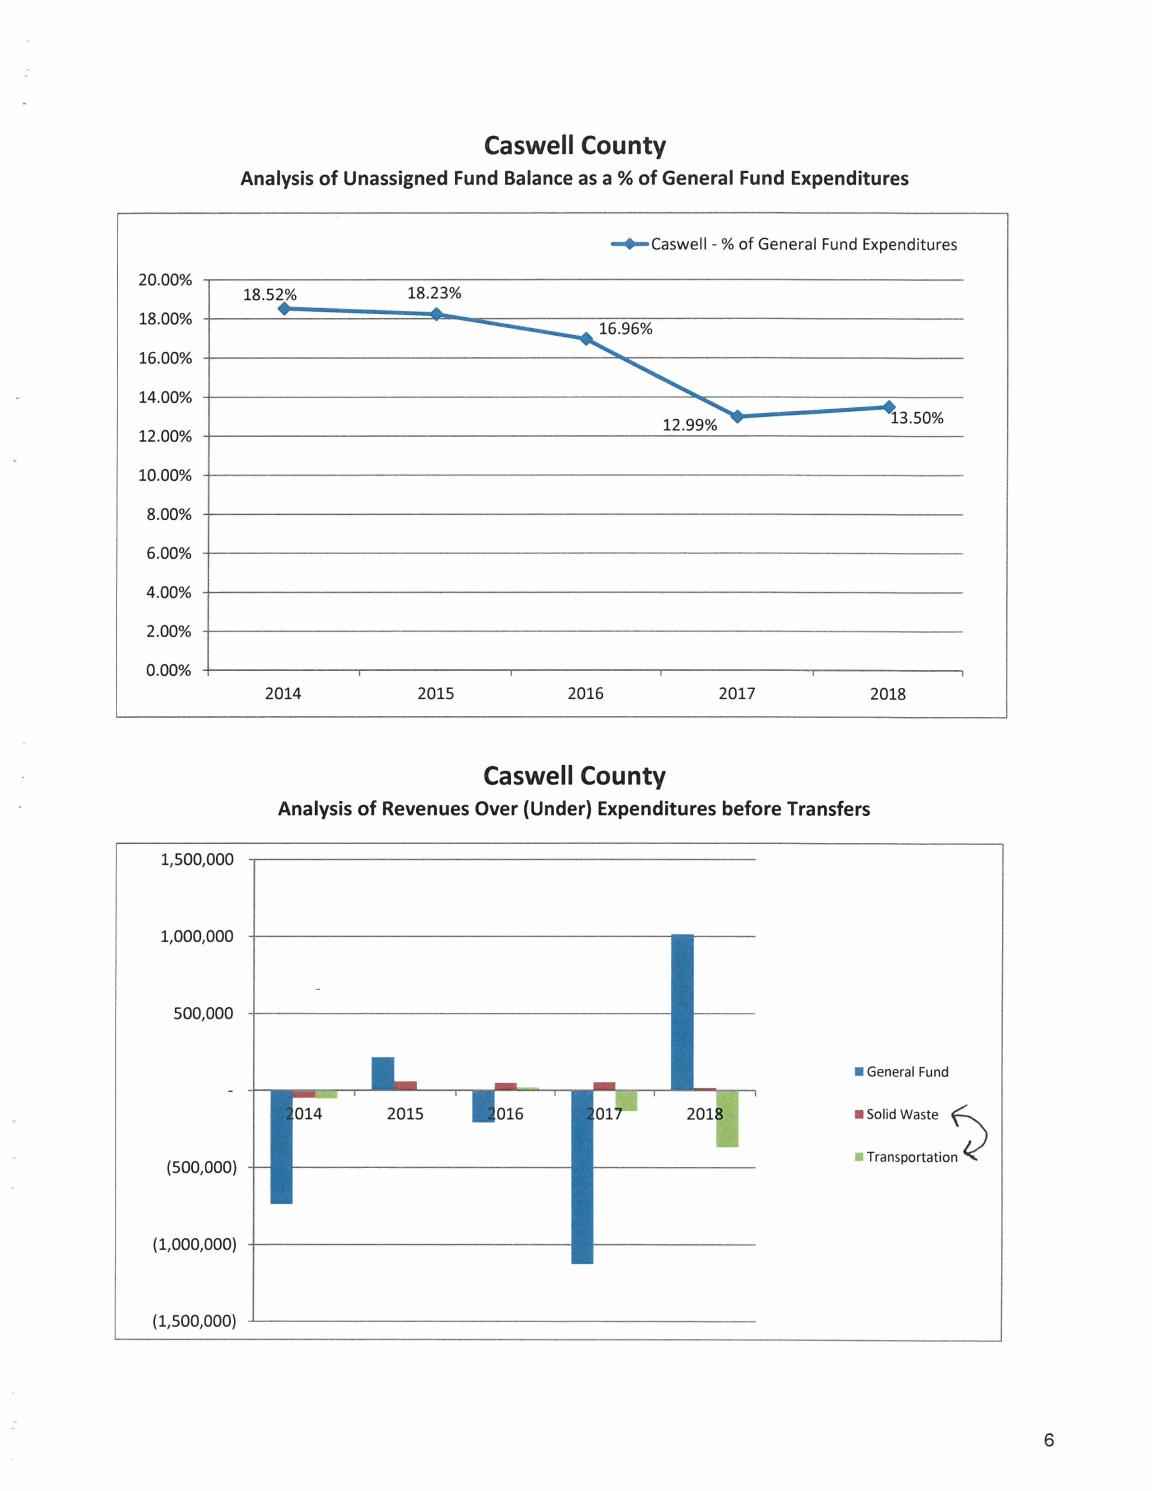 Caswell County
Analysis of Unassigned Fund Balance as a % of General Fund Expenditures
Caswell - % of General Fund Expenditures
20.00%
18.00%
16.00%
14.00%
12.00%
10.00%
8.00%
6.00%
4.00%
2.00%
0.00%
18.52%
18.23%
16.96%
12.99%
13.50%
2014 2015 2016 2017 2018
Caswell County
Analysis of Revenues Over (Under) Expenditures before Transfers
1,500,000
1,000,000
500,000
-
(500,000)
(1,000,000)
(1,500,000)
2014 2015 2016 2017 2018
General Fund
Solid Waste
Transportation
6